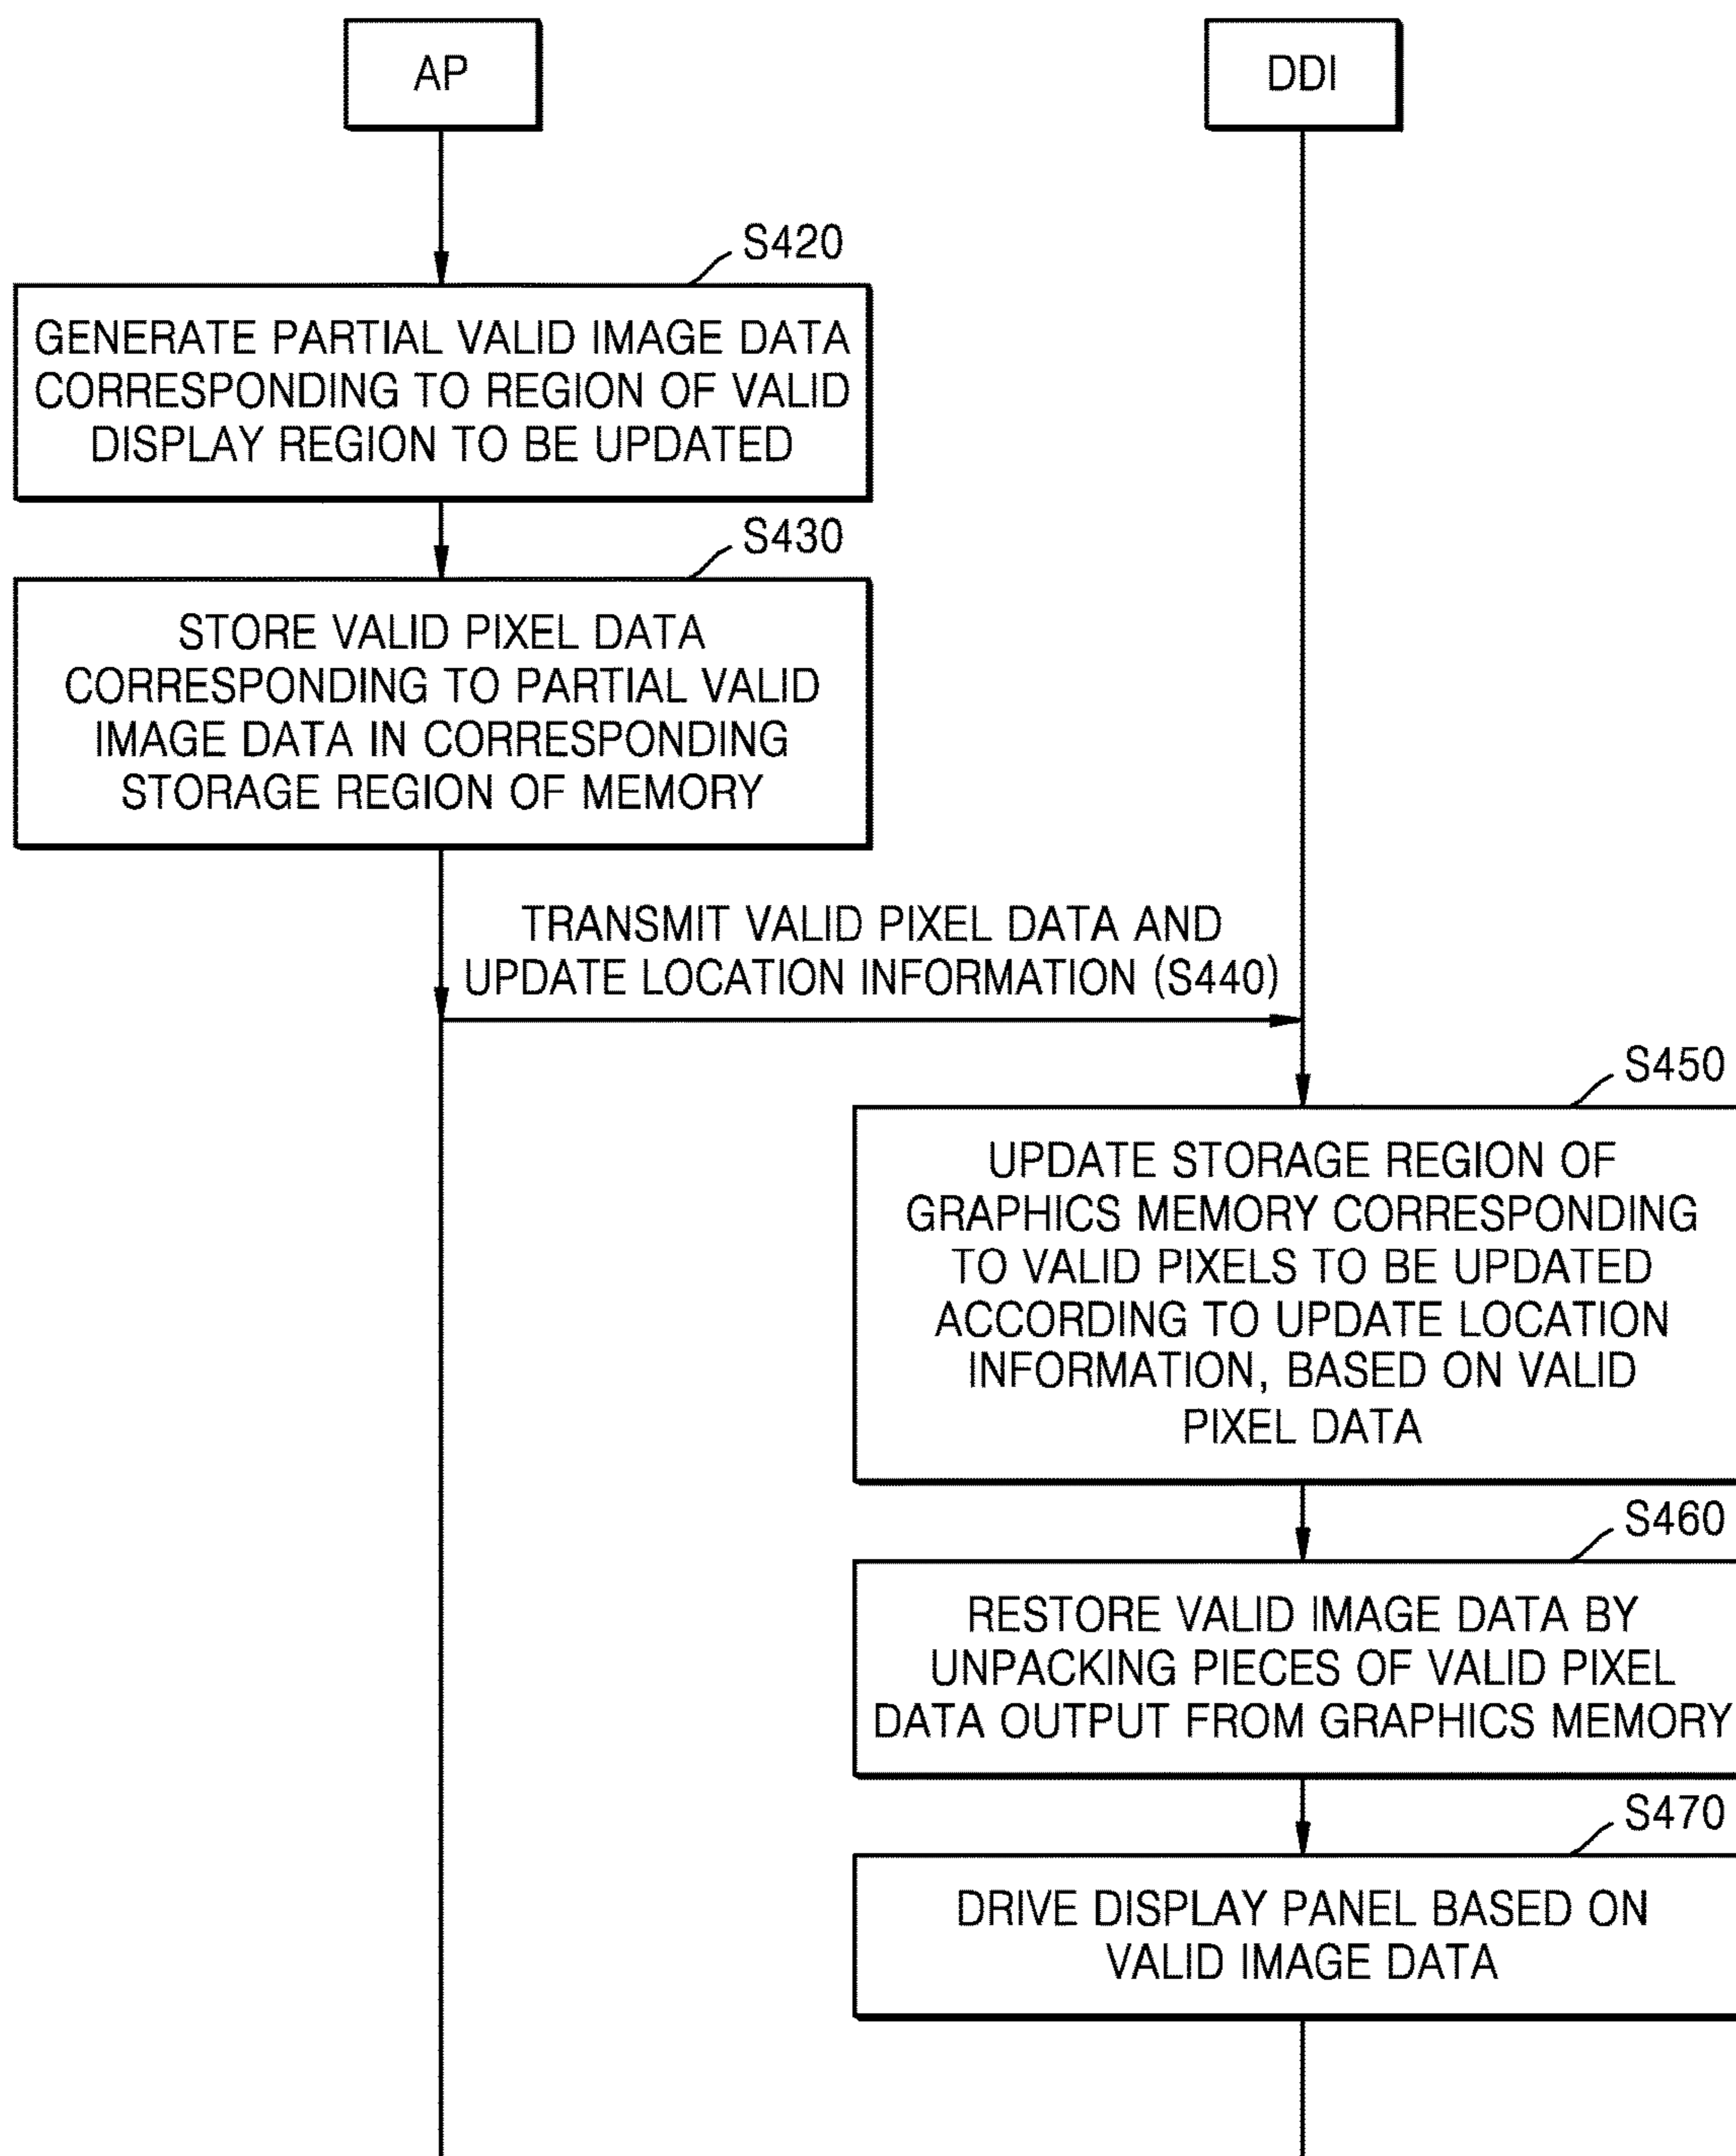 AP
DDI
S420
GENERATE PARTIAL VALID IMAGE DATA
CORRESPONDING TO REGION OF VALID
DISPLAY REGION TO BE UPDATED
S430
STORE VALID PIXEL DATA
CORRESPONDING TO PARTIAL VALID
IMAGE DATA IN CORRESPONDING
STORAGE REGION OF MEMORY
TRANSMIT VALID PIXEL DATA AND
UPDATE LOCATION INFORMATION (S440)
S450
UPDATE STORAGE REGION OF
GRAPHICS MEMORY CORRESPONDING
TO VALID PIXELS TO BE UPDATED
ACCORDING TO UPDATE LOCATION
INFORMATION, BASED ON VALID
PIXEL DATA
S460
RESTORE VALID IMAGE DATA BY
UNPACKING PIECES OF VALID PIXEL
DATA OUTPUT FROM GRAPHICS MEMORY
S470
DRIVE DISPLAY PANEL BASED ON
VALID IMAGE DATA